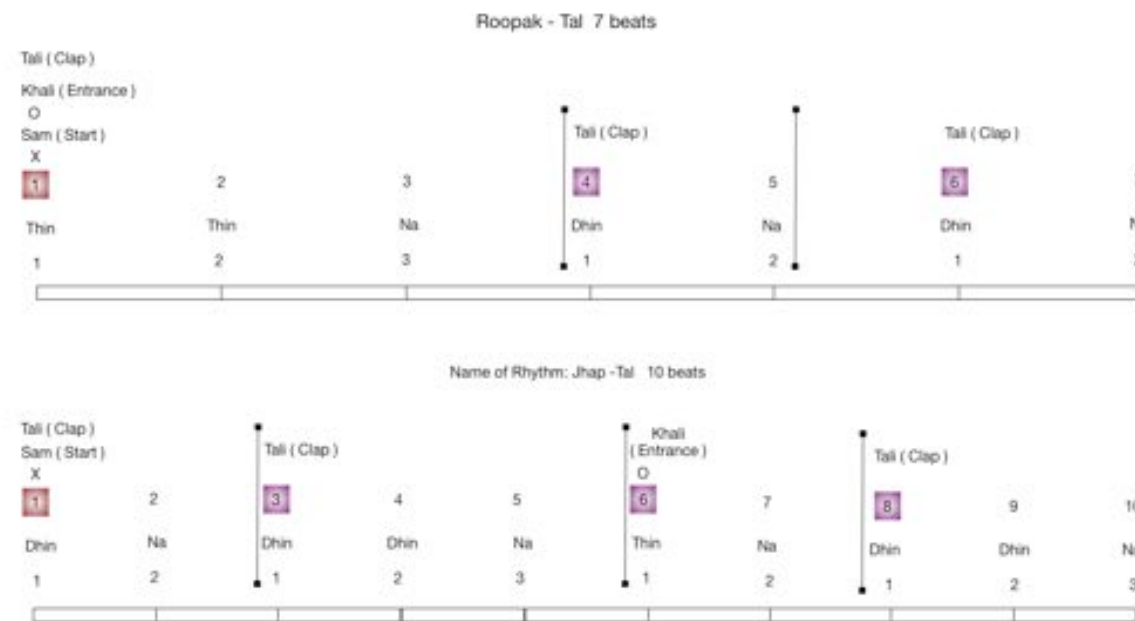 Roopak - Tal 7 beats
Tali ( Clap )
Khali ( Entrance )
O
Sam ( Start ) Tali ( Clap ) Tali ( Clap )
X
1 2 3 4 5 6
Thin Thin Na Dhin Na Dhin
1 2 3 1 2 1
Name of Rhythm: Jhap -Tal 10 beats
Tali ( Clap ) Khali
Sam ( Start ) Tali ( Clap ) ( Entrance ) Tali ( Clap )
X O
1 2 3 4 5 6 7 8 9
Dhin Na Dhin Dhin Na Thin Na Dhin Dhin
1 2 1 2 3 1 2 1 2